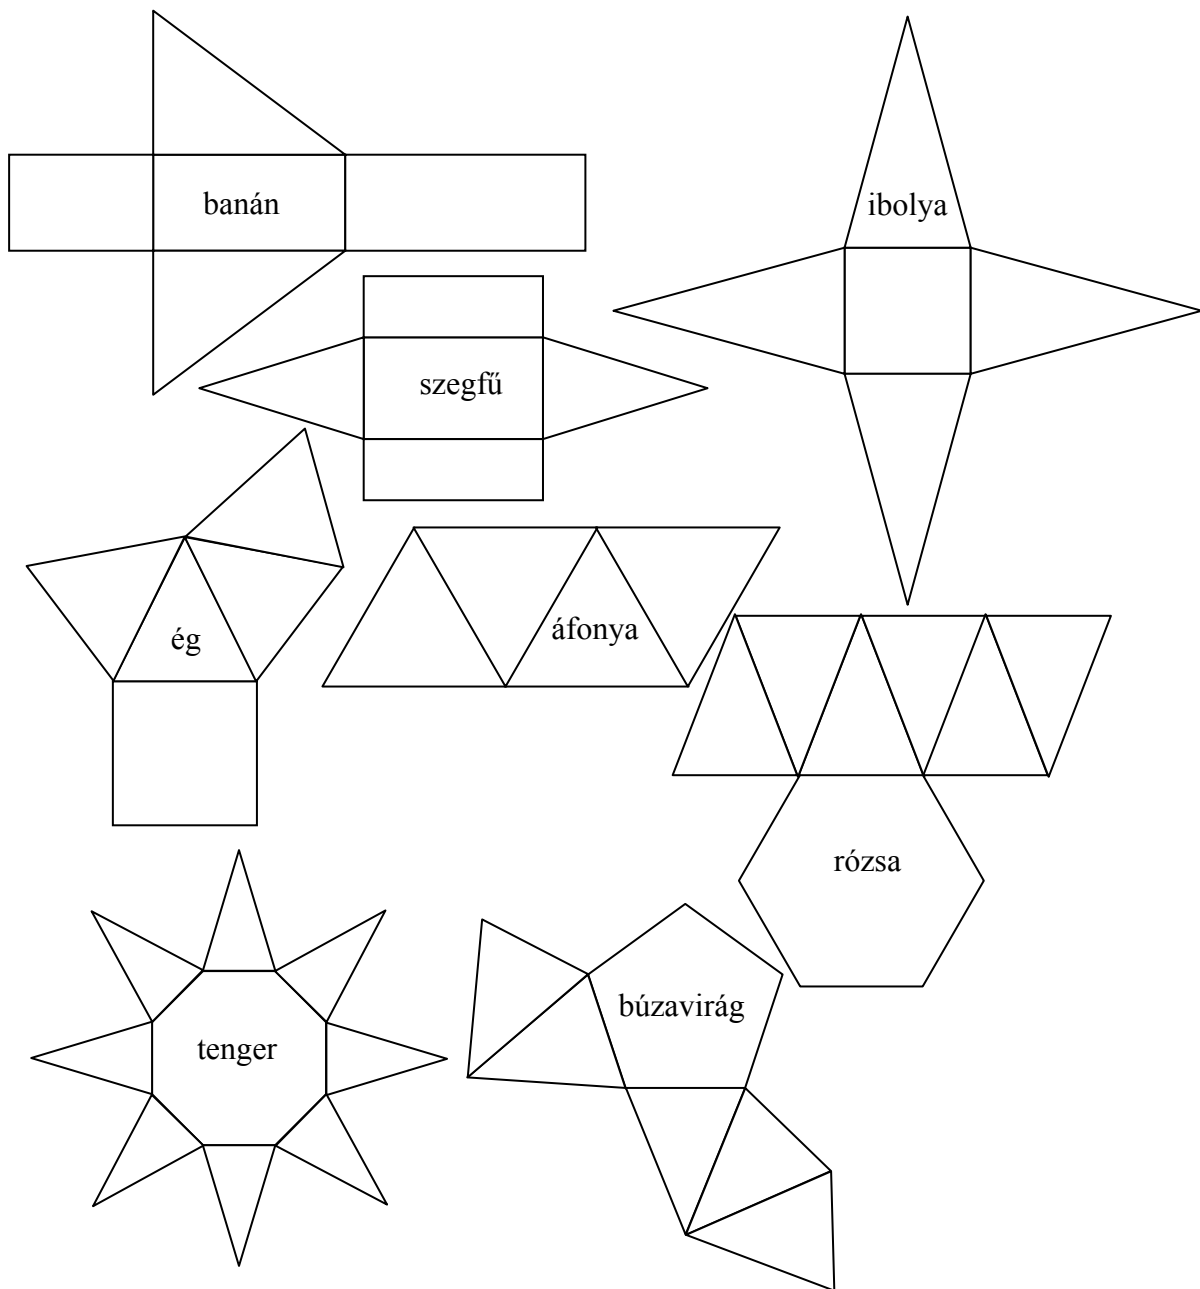 banán
ibolya
szegfű
ég
áfonya
rózsa
búzavirág
tenger